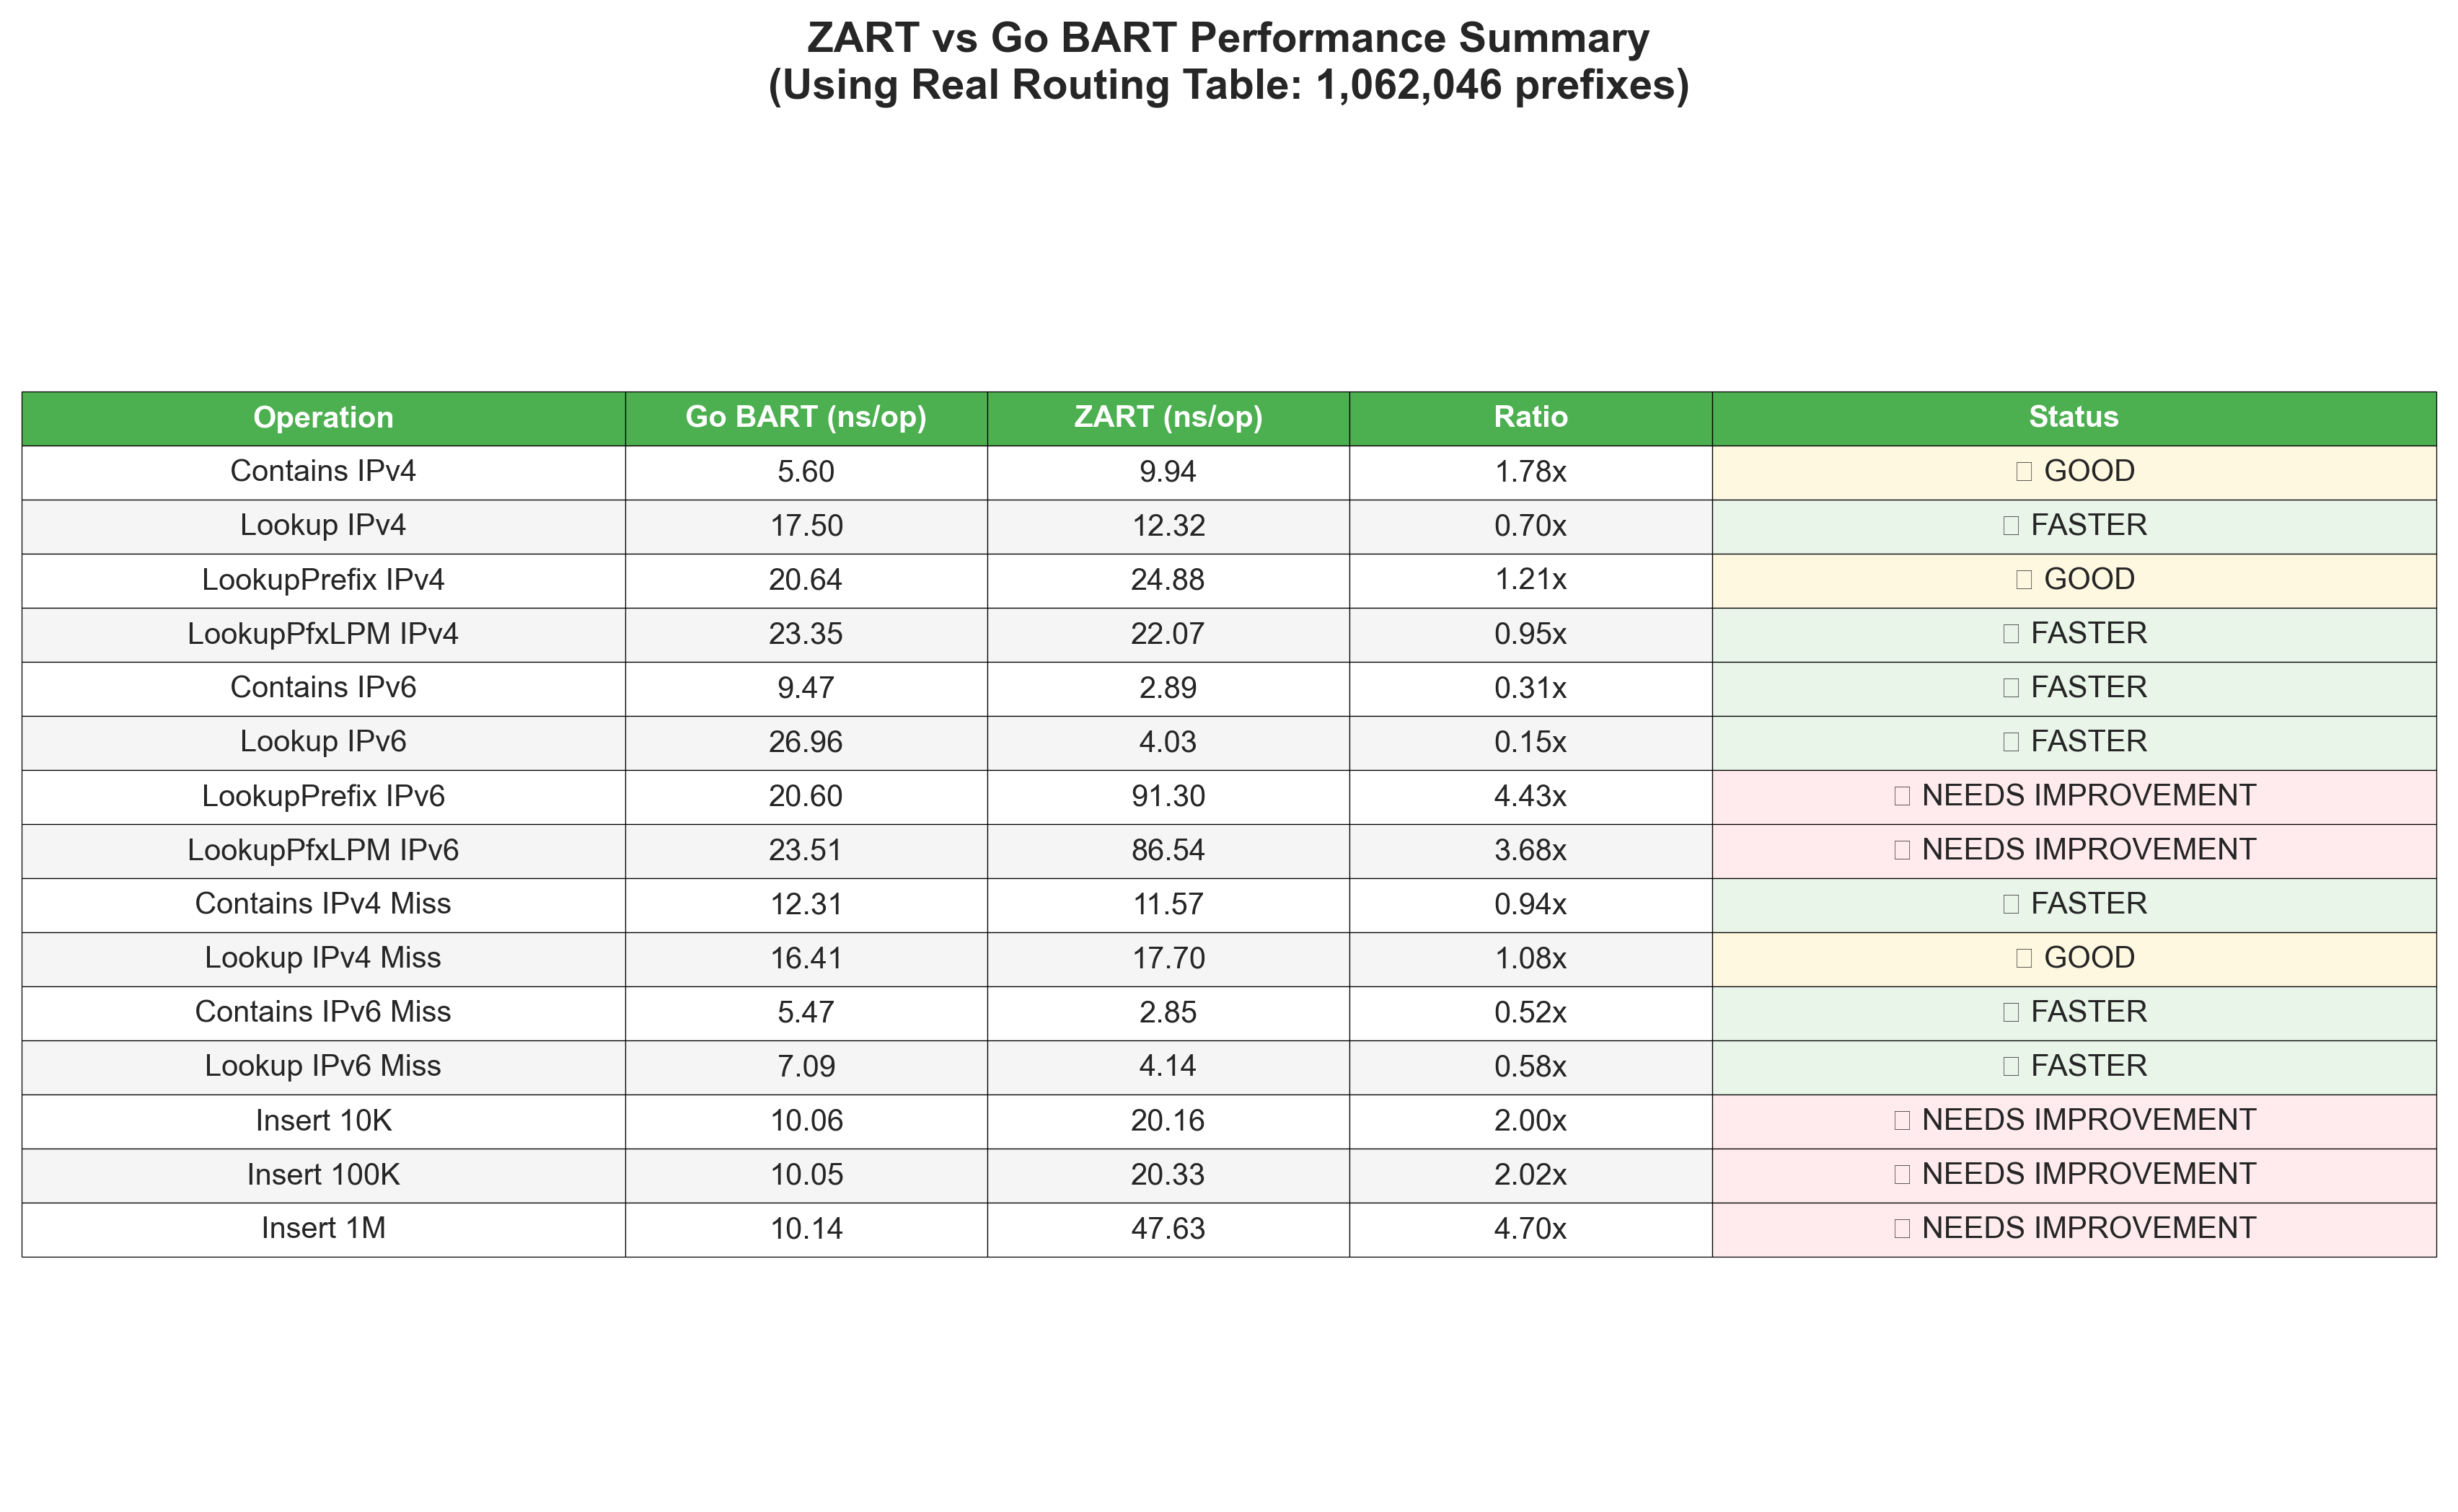 ZART vs Go BART Performance Summary
(Using Real Routing Table: 1,062,046 prefixes)
Operation Go BART (ns/op) ZART (ns/op) Ratio Status
Contains IPv4 5.60 9.94 1.78x □ GOOD
Lookup IPv4 17.50 12.32 0.70x □ FASTER
LookupPrefix IPv4 20.64 24.88 1.21x □ GOOD
LookupPfxLPM IPv4 23.35 22.07 0.95x □ FASTER
Contains IPv6 9.47 2.89 0.31x □ FASTER
Lookup IPv6 26.96 4.03 0.15x □ FASTER
LookupPrefix IPv6 20.60 91.30 4.43x □ NEEDS IMPROVEMENT
LookupPfxLPM IPv6 23.51 86.54 3.68x □ NEEDS IMPROVEMENT
Contains IPv4 Miss 12.31 11.57 0.94x □ FASTER
Lookup IPv4 Miss 16.41 17.70 1.08x □ GOOD
Contains IPv6 Miss 5.47 2.85 0.52x □ FASTER
Lookup IPv6 Miss 7.09 4.14 0.58x □ FASTER
Insert 10K 10.06 20.16 2.00x □ NEEDS IMPROVEMENT
Insert 100K 10.05 20.33 2.02x □ NEEDS IMPROVEMENT
Insert 1M 10.14 47.63 4.70x □ NEEDS IMPROVEMENT